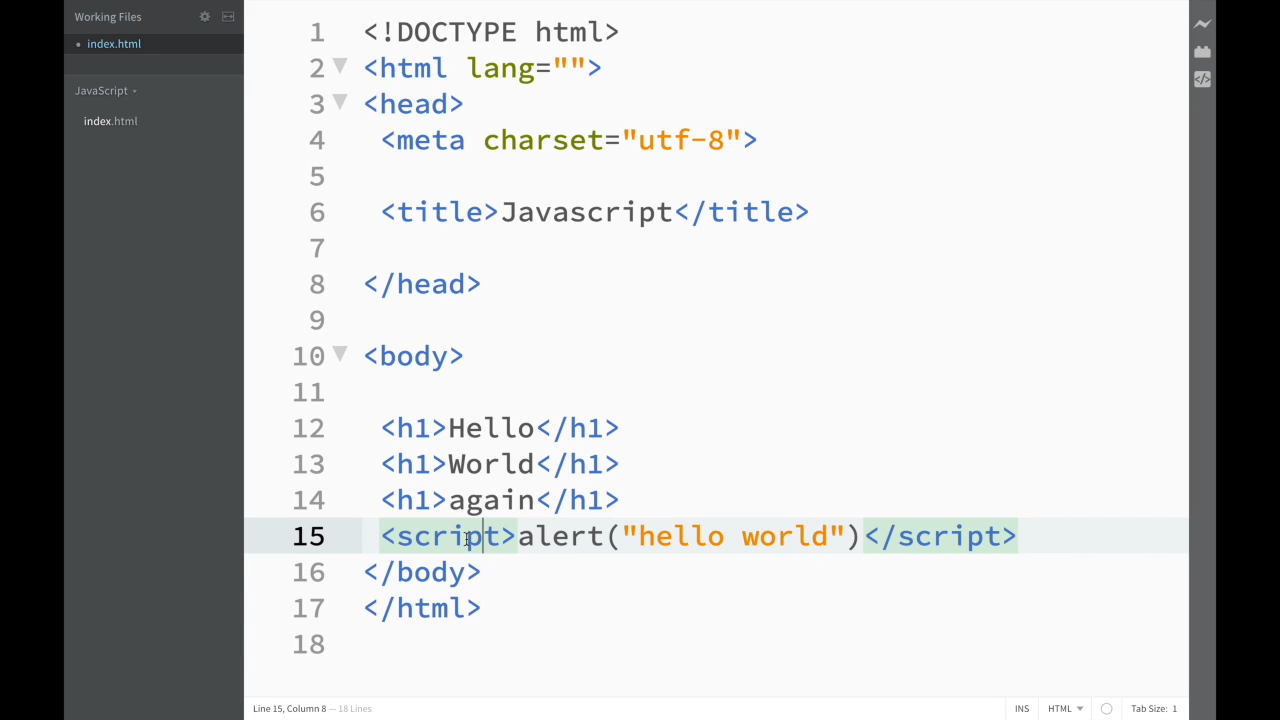 Working Files
index.html
JavaScript
index.html
1 <!DOCTYPE html>
2 <html lang="">
3 <head>
4 <meta charset="utf-8">
5
6 <title>Javascript</title>
7
8 </head>
9
10 <body>
11
12 <h1>Hello</h1>
13 <h1>World</h1>
14 <h1>again</h1>
15 <script>alert("hello world")</script>
16 </body>
17 </html>
18
Line 15, Column 8 — 18 Lines
INS HTML Tab Size: 1